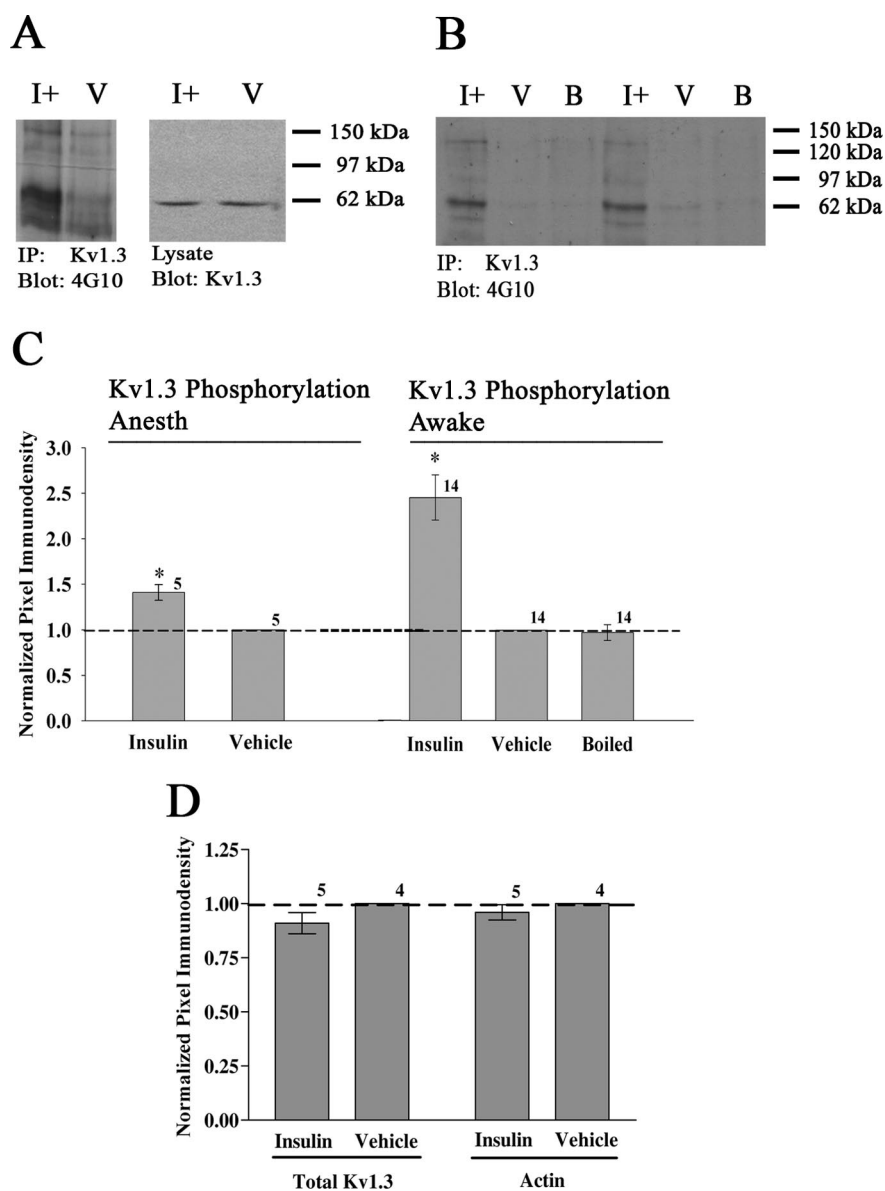 A
I+ V I+ V
150 kDa
97 kDa
62 kDa
IP: Kv1.3
Blot: 4G10
Lysate
Blot: Kv1.3
B
I+ V B I+ V B
150 kDa
120 kDa
97 kDa
62 kDa
IP: Kv1.3
Blot: 4G10
C
Kv1.3 Phosphorylation
Anesth
Kv1.3 Phosphorylation
Awake
Normalized Pixel Immunodensity
3.0
2.5
2.0
1.5
1.0
0.5
0.0
* 5
5
* 14
14
14
Insulin Vehicle Insulin Vehicle Boiled
D
Normalized Pixel Immunodensity
1.25
1.00
0.75
0.50
0.25
0.00
5 4 5 4
Insulin Vehicle Insulin Vehicle
Total Kv1.3 Actin